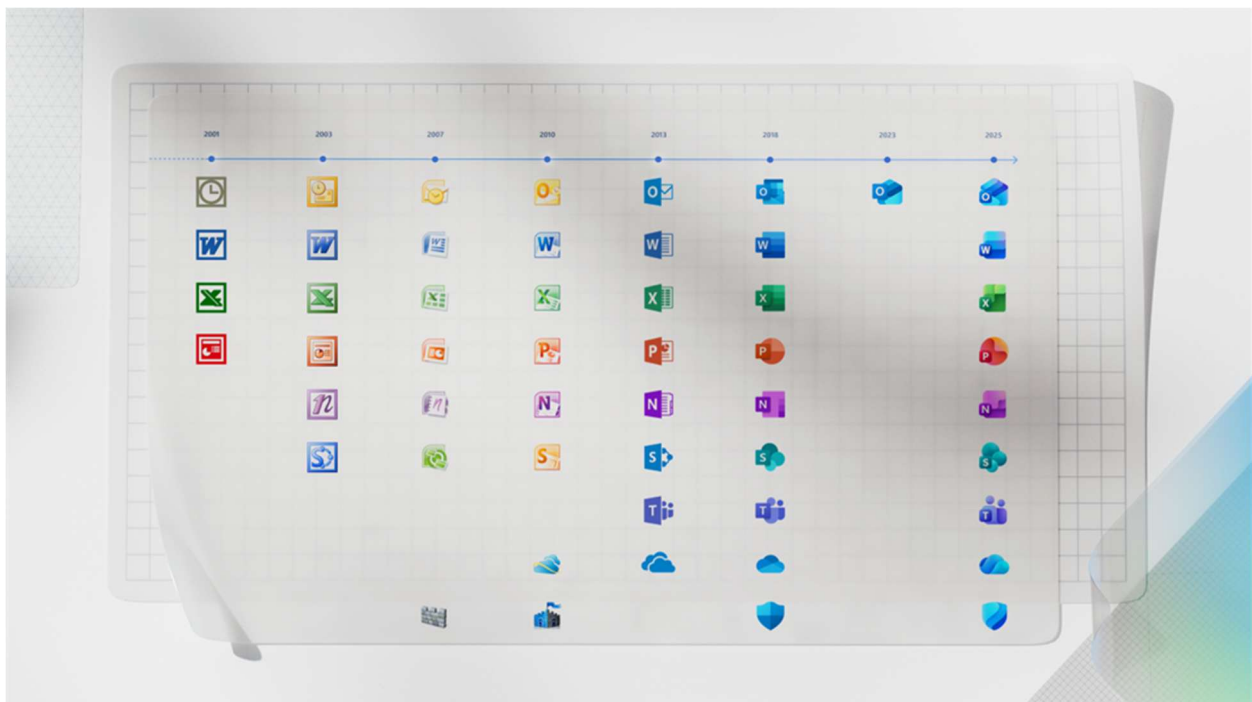 2001 2003 2007 2010 2013 2018 2023 2025
O O O O O
W W W W W W W
X X X X X X X
P P P P
n n N N N N
S S S S S
T T T